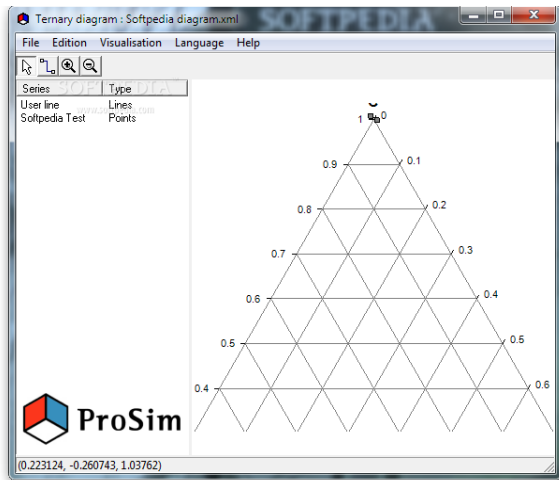 SOFTPEDIA
Ternary diagram : Softpedia diagram.xml
File Edition Visualisation Language Help
Series Type
SOFTPEDIA
User line Lines
Softpedia Test Points
1 0
0.9 0.1
0.8 0.2
0.7 0.3
0.6 0.4
0.5 0.5
0.4 0.6
ProSim
(0.223124, -0.260743, 1.03762)